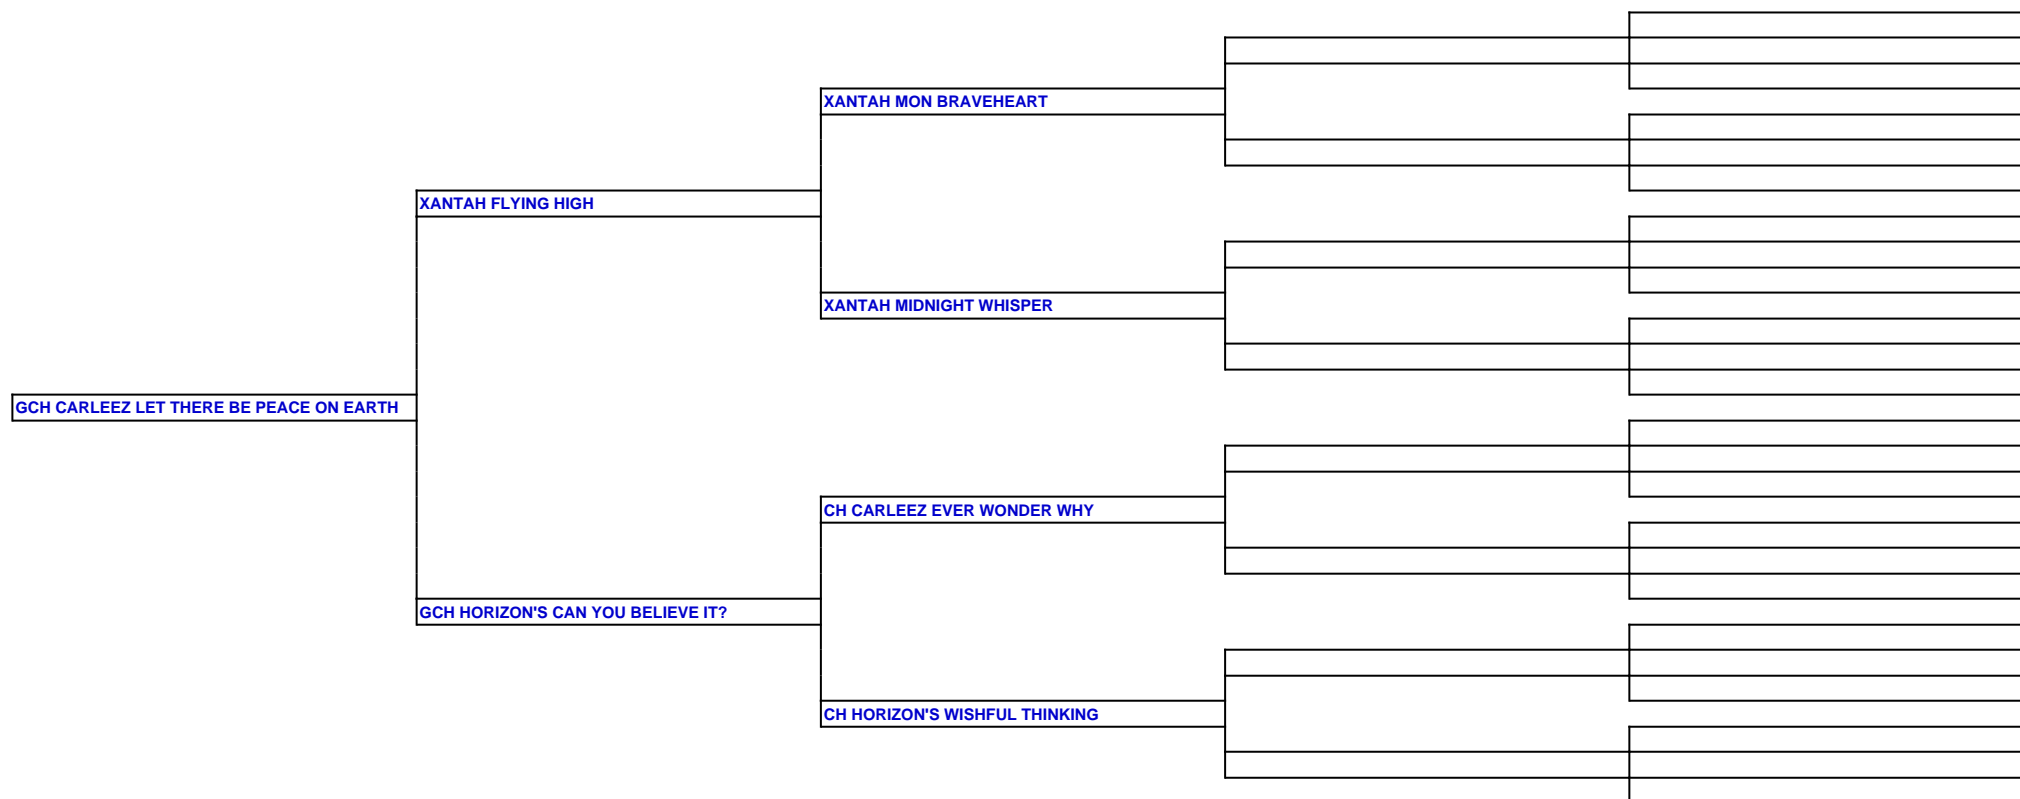 XANTAH MON BRAVEHEART
XANTAH FLYING HIGH
XANTAH MIDNIGHT WHISPER
GCH CARLEEZ LET THERE BE PEACE ON EARTH
CH CARLEEZ EVER WONDER WHY
GCH HORIZON'S CAN YOU BELIEVE IT?
CH HORIZON'S WISHFUL THINKING